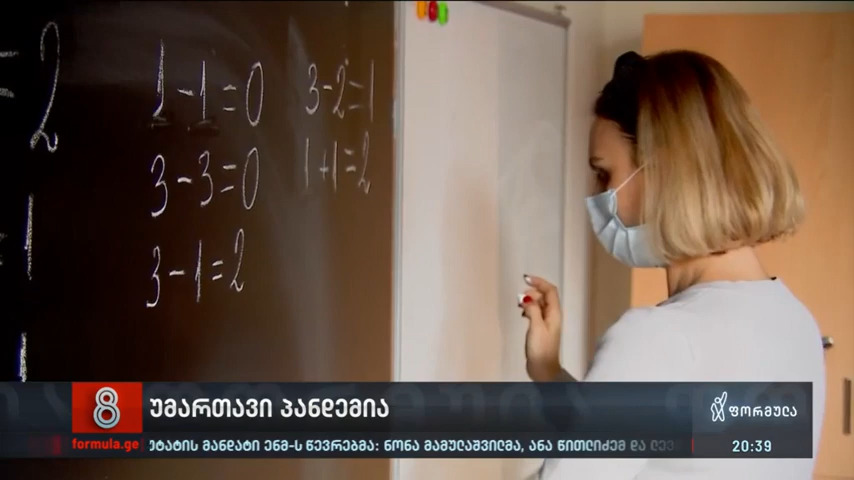 = 2
1 - 1 = 0
3 - 2 = 1
3 - 3 = 0
1 + 1 = 2
3 - 1 = 2
8
უმართავი პანდემია
ფორმულა
formula.ge
მანდატი ენმ-ს წევრებმა: ნონა მამულაშვილმა, ანა წითლიძემ და
20:39